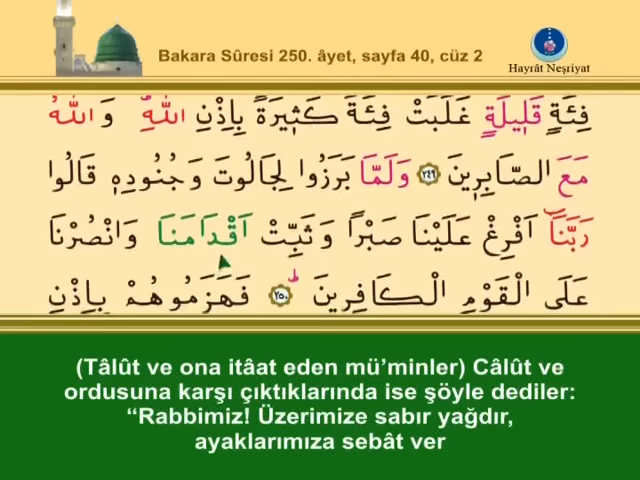 Bakara Sûresi 250. âyet, sayfa 40, cüz 2
Hayrât Neşriyat
فِئَةٍ قَلٖيلَةٍ غَلَبَتْ فِئَةً كَثٖيرَةً بِاِذْنِ اللّٰهِ وَاللّٰهُ
مَعَ الصَّابِرٖينَ ﴿٢٤٩﴾ وَلَمَّا بَرَزُوا لِجَالُوتَ وَجُنُودِهٖ قَالُوا
رَبَّنَا اَفْرِغْ عَلَيْنَا صَبْرًا وَثَبِّتْ اَقْدَامَنَا وَانْصُرْنَا
عَلَى الْقَوْمِ الْكَافِرٖينَ ﴿٢٥٠﴾ فَهَزَمُوهُمْ بِاِذْنِ
(Tâlût ve ona itâat eden mü’minler) Câlût ve
ordusuna karşı çıktıklarında ise şöyle dediler:
“Rabbimiz! Üzerimize sabır yağdır,
ayaklarımıza sebât ver